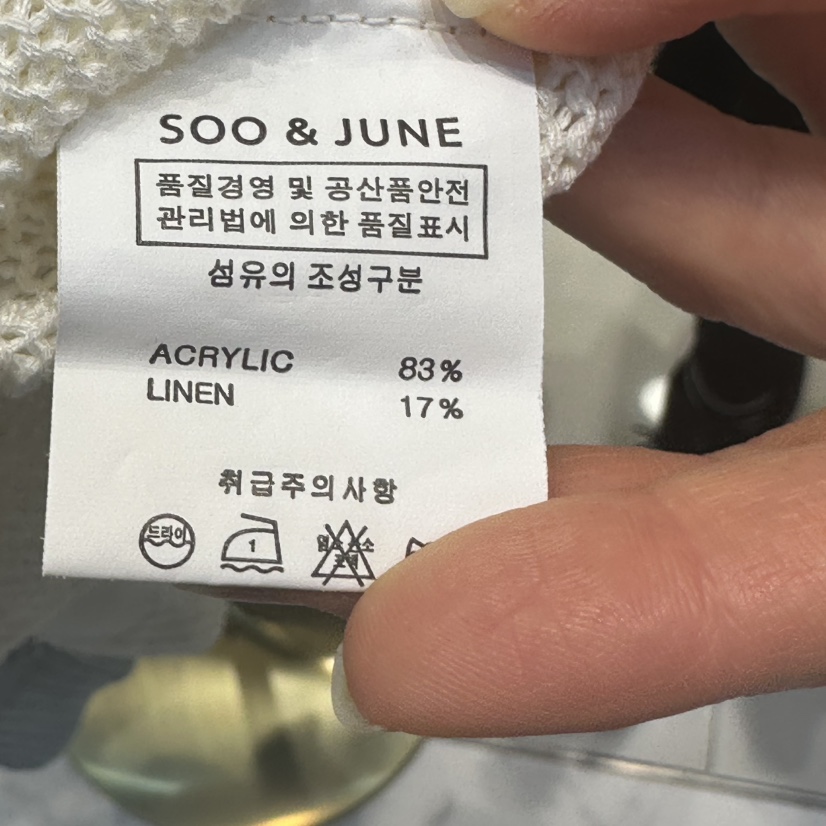 SOO & JUNE
품질경영 및 공산품안전
관리법에 의한 품질표시
섬유의 조성구분
ACRYLIC 83%
LINEN 17%
취급주의사항
드라이 1